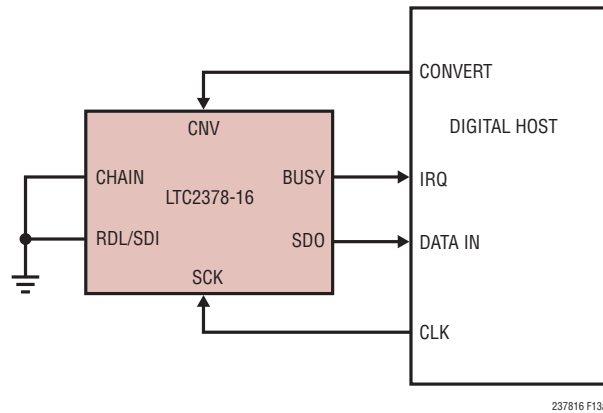 CONVERT
CNV
DIGITAL HOST
CHAIN
BUSY
IRQ
LTC2378-16
RDL/SDI
SDO
DATA IN
SCK
CLK